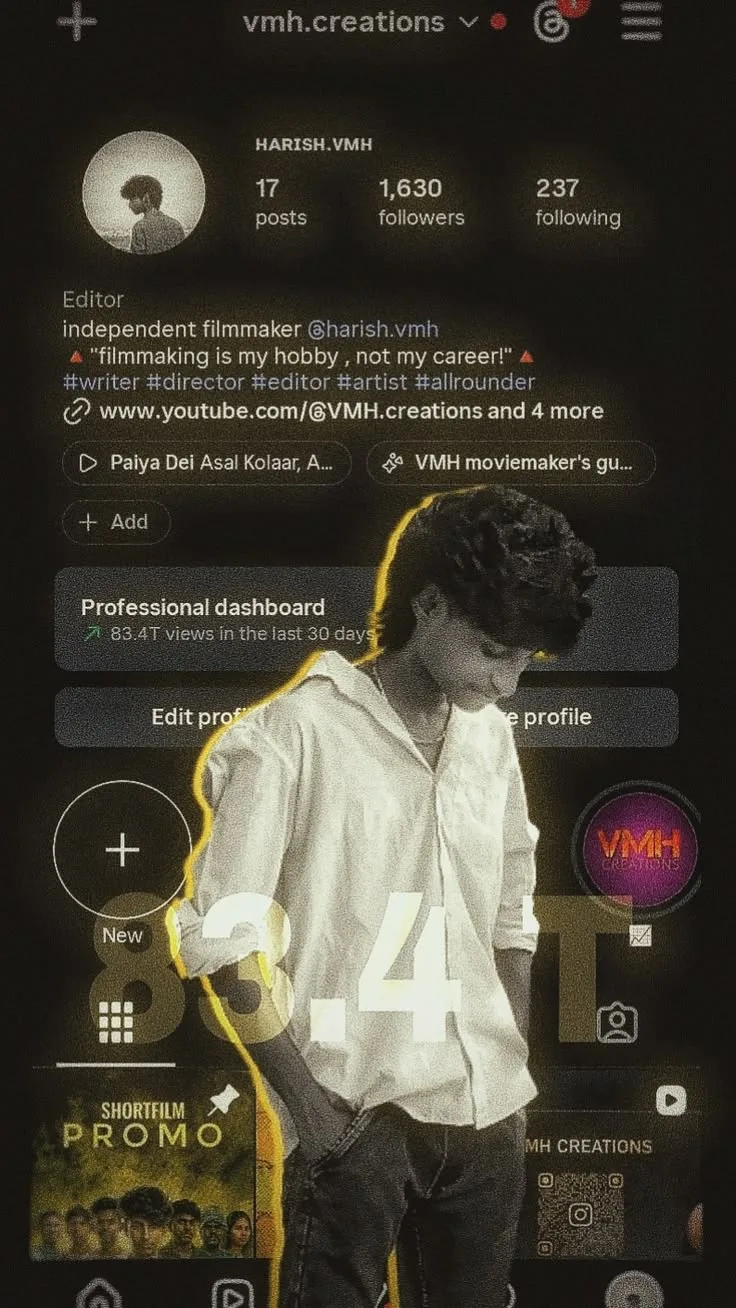 vmh.creations
HARISH.VMH
17 1,630 237
posts followers following
Editor
independent filmmaker @harish.vmh
🔺"filmmaking is my hobby , not my career!"🔺
#writer #director #editor #artist #allrounder
www.youtube.com/@VMH.creations and 4 more
Paiya Dei Asal Kolaar, A... VMH moviemaker's gu...
+ Add
Professional dashboard
83.4T views in the last 30 days
Edit profi e profile
VMH
CREATIONS
New
83.4 T
SHORTFILM
PROMO
MH CREATIONS